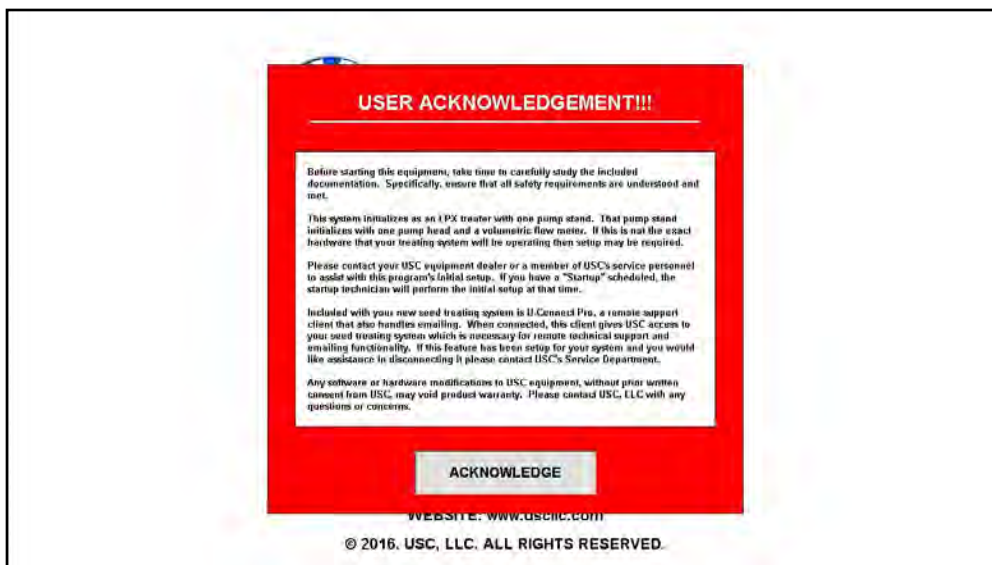 USER ACKNOWLEDGEMENT!!!
Before starting this equipment, take time to carefully study the included
documentation. Specifically, ensure that all safety requirements are understood and
met.
This system initializes as an LPX treater with one pump stand. That pump stand
initializes with one pump head and a volumetric flow meter. If this is not the exact
hardware that your treating system will be operating then setup may be required.
Please contact your USC equipment dealer or a member of USC's service personnel
to assist with this program's initial setup. If you have a "Startup" scheduled, the
startup technician will perform the initial setup at that time.
Included with your new seed treating system is U-Connect Pro, a remote support
client that also handles emailing. When connected, this client gives USC access to
your seed treating system which is necessary for remote technical support and
emailing functionality. If this feature has been setup for your system and you would
like assistance in disconnecting it please contact USC's Service Department.
Any software or hardware modifications to USC equipment, without prior written
consent from USC, may void product warranty. Please contact USC, LLC with any
questions or concerns.
ACKNOWLEDGE
WEBSITE: www.uscllc.com
© 2016. USC, LLC. ALL RIGHTS RESERVED.